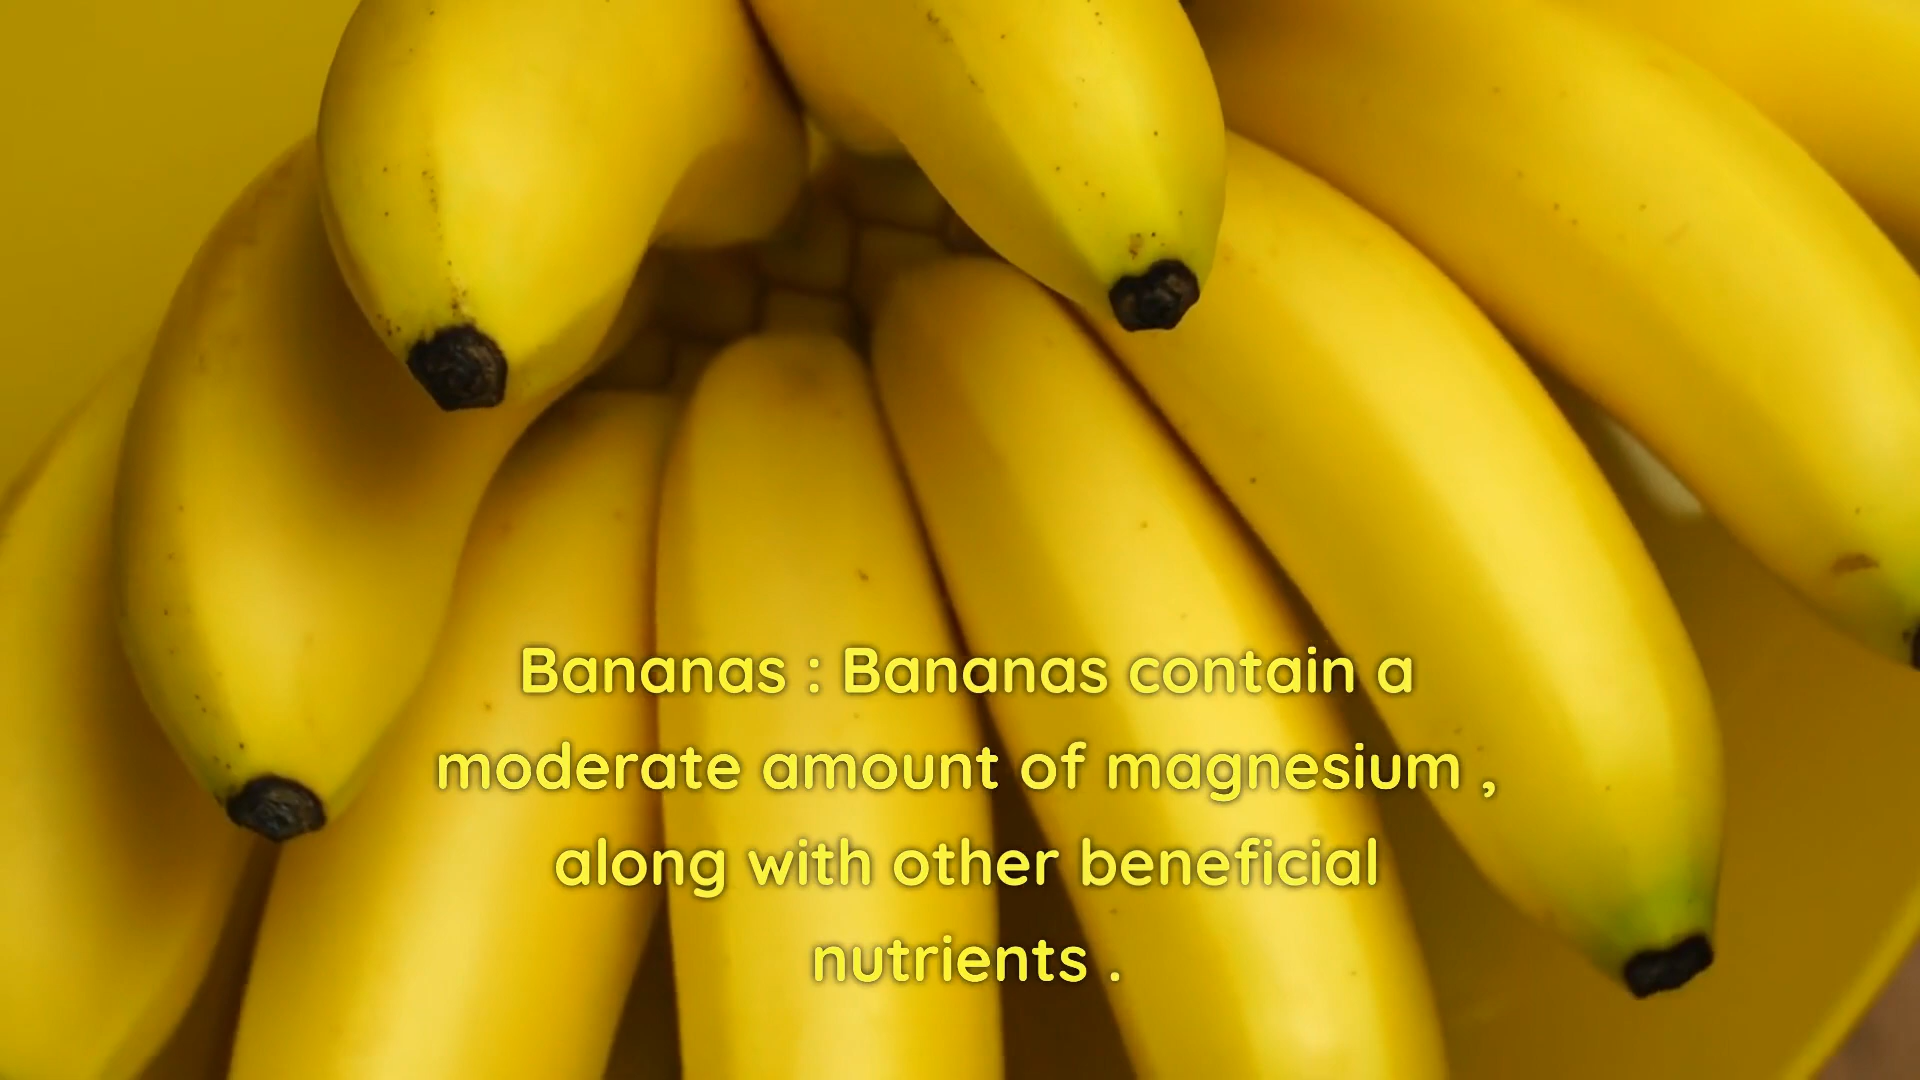 Bananas : Bananas contain a
moderate amount of magnesium ,
along with other beneficial
nutrients .